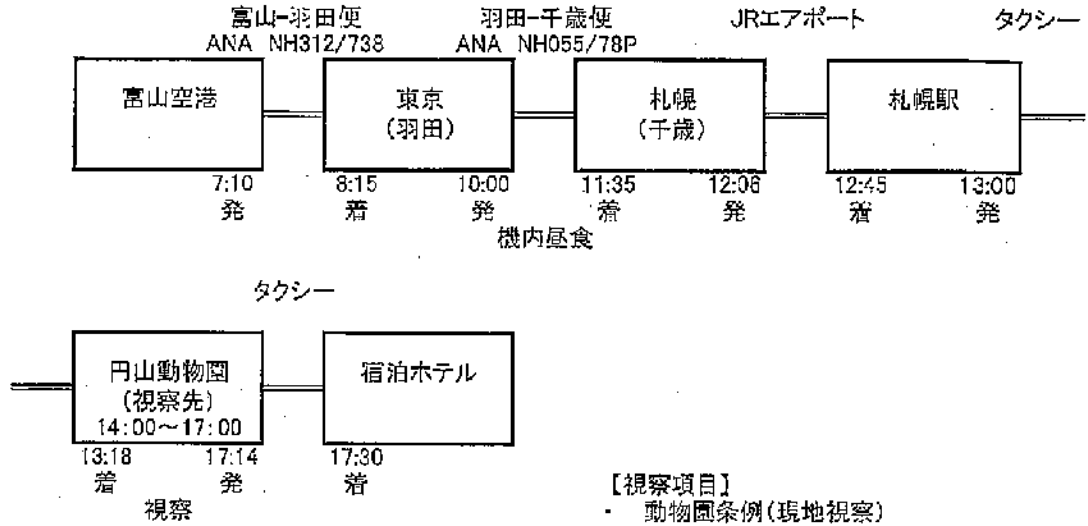 富山-羽田便 羽田-千歳便 JRエアポート タクシー
ANA NH312/738 ANA NH055/78P
富山空港 東京 札幌 札幌駅
(羽田) (千歳)
7:10 8:15 10:00 11:35 12:06 12:45 13:00
発 着 発 着 発 着 発
機内昼食
タクシー
円山動物園 宿泊ホテル
(視察先)
14:00~17:00
13:18 17:14 17:30
着 発 着
視察
【視察項目】
・ 動物園条例(現地視察)